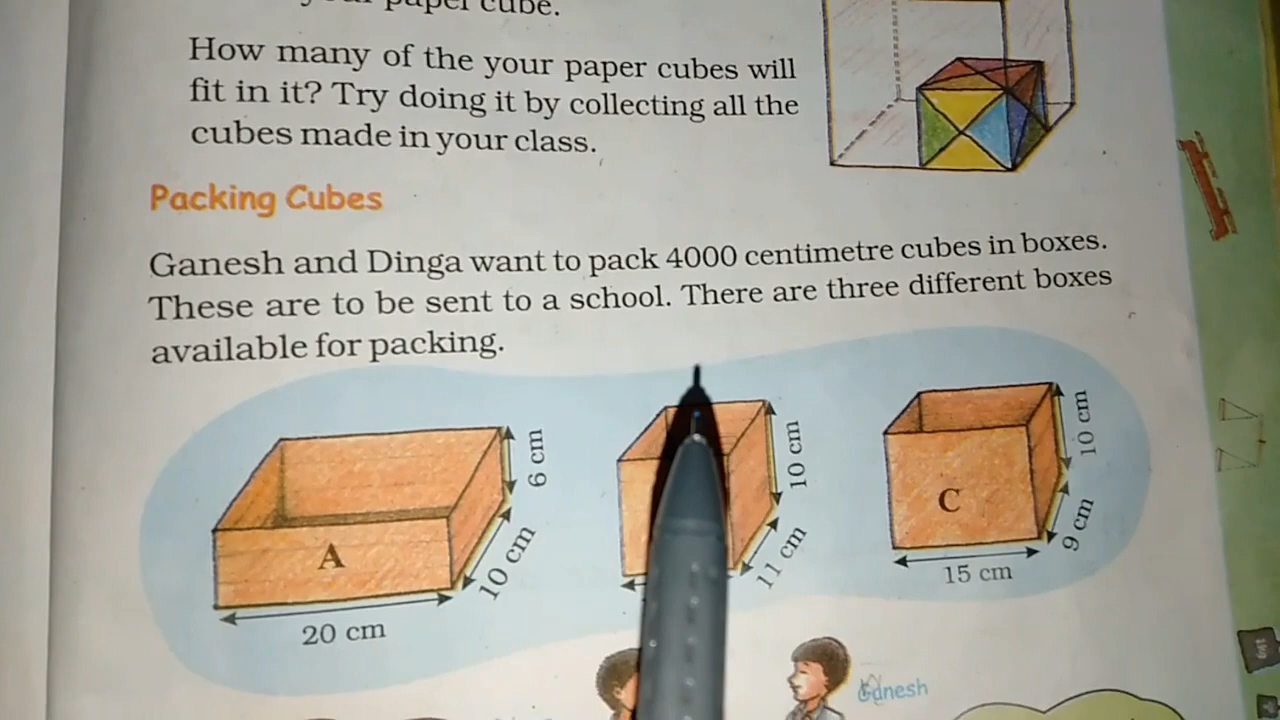 your paper cube.
How many of the your paper cubes will
fit in it? Try doing it by collecting all the
cubes made in your class.
Packing Cubes
Ganesh and Dinga want to pack 4000 centimetre cubes in boxes.
These are to be sent to a school. There are three different boxes
available for packing.
A
6 cm
10 cm
20 cm
10 cm
11 cm
C
10 cm
9 cm
15 cm
Ganesh